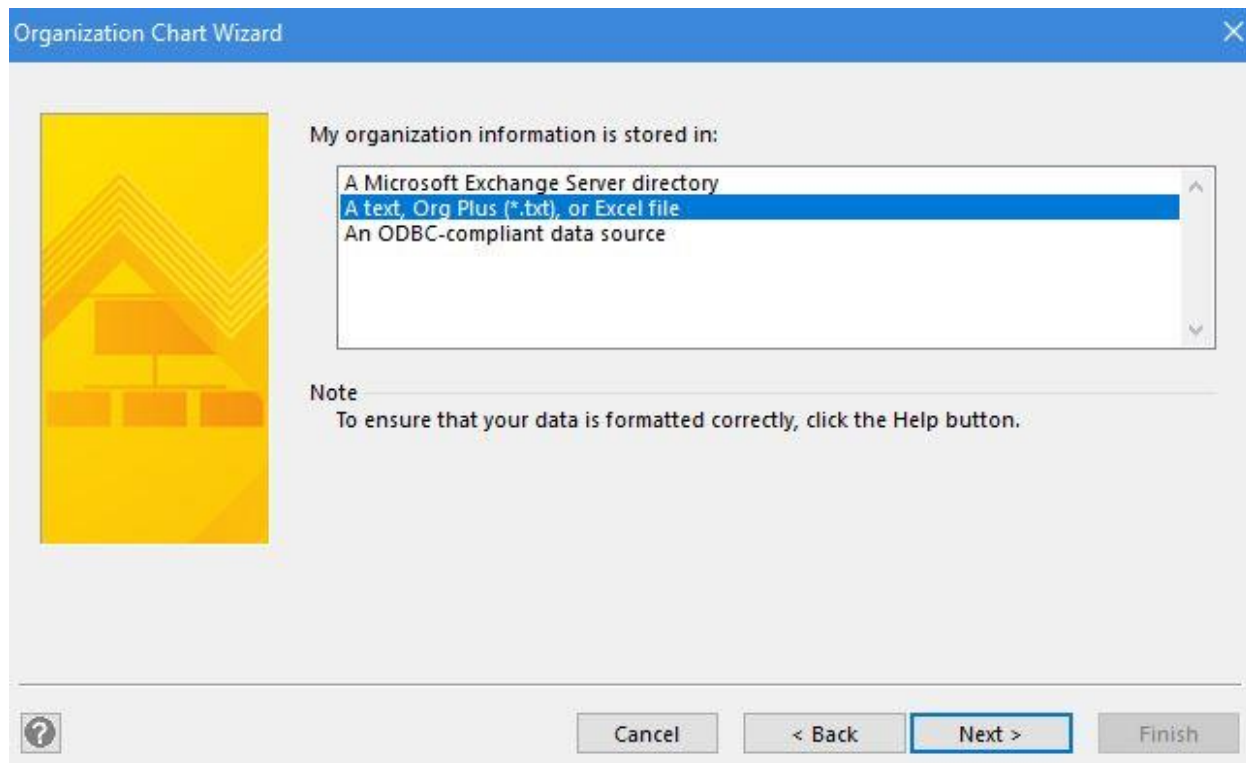 Organization Chart Wizard
My organization information is stored in:
A Microsoft Exchange Server directory
A text, Org Plus (*.txt), or Excel file
An ODBC-compliant data source
Note
To ensure that your data is formatted correctly, click the Help button.
?
Cancel
< Back
Next >
Finish